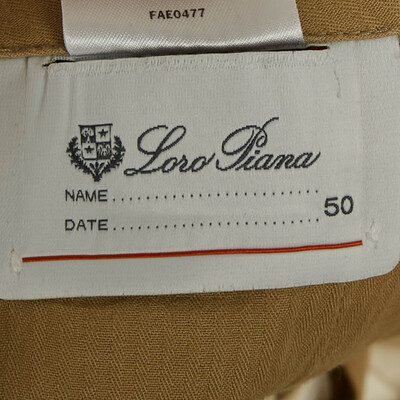 FAE0477
Loro Piana
NAME......................
DATE...................... 50